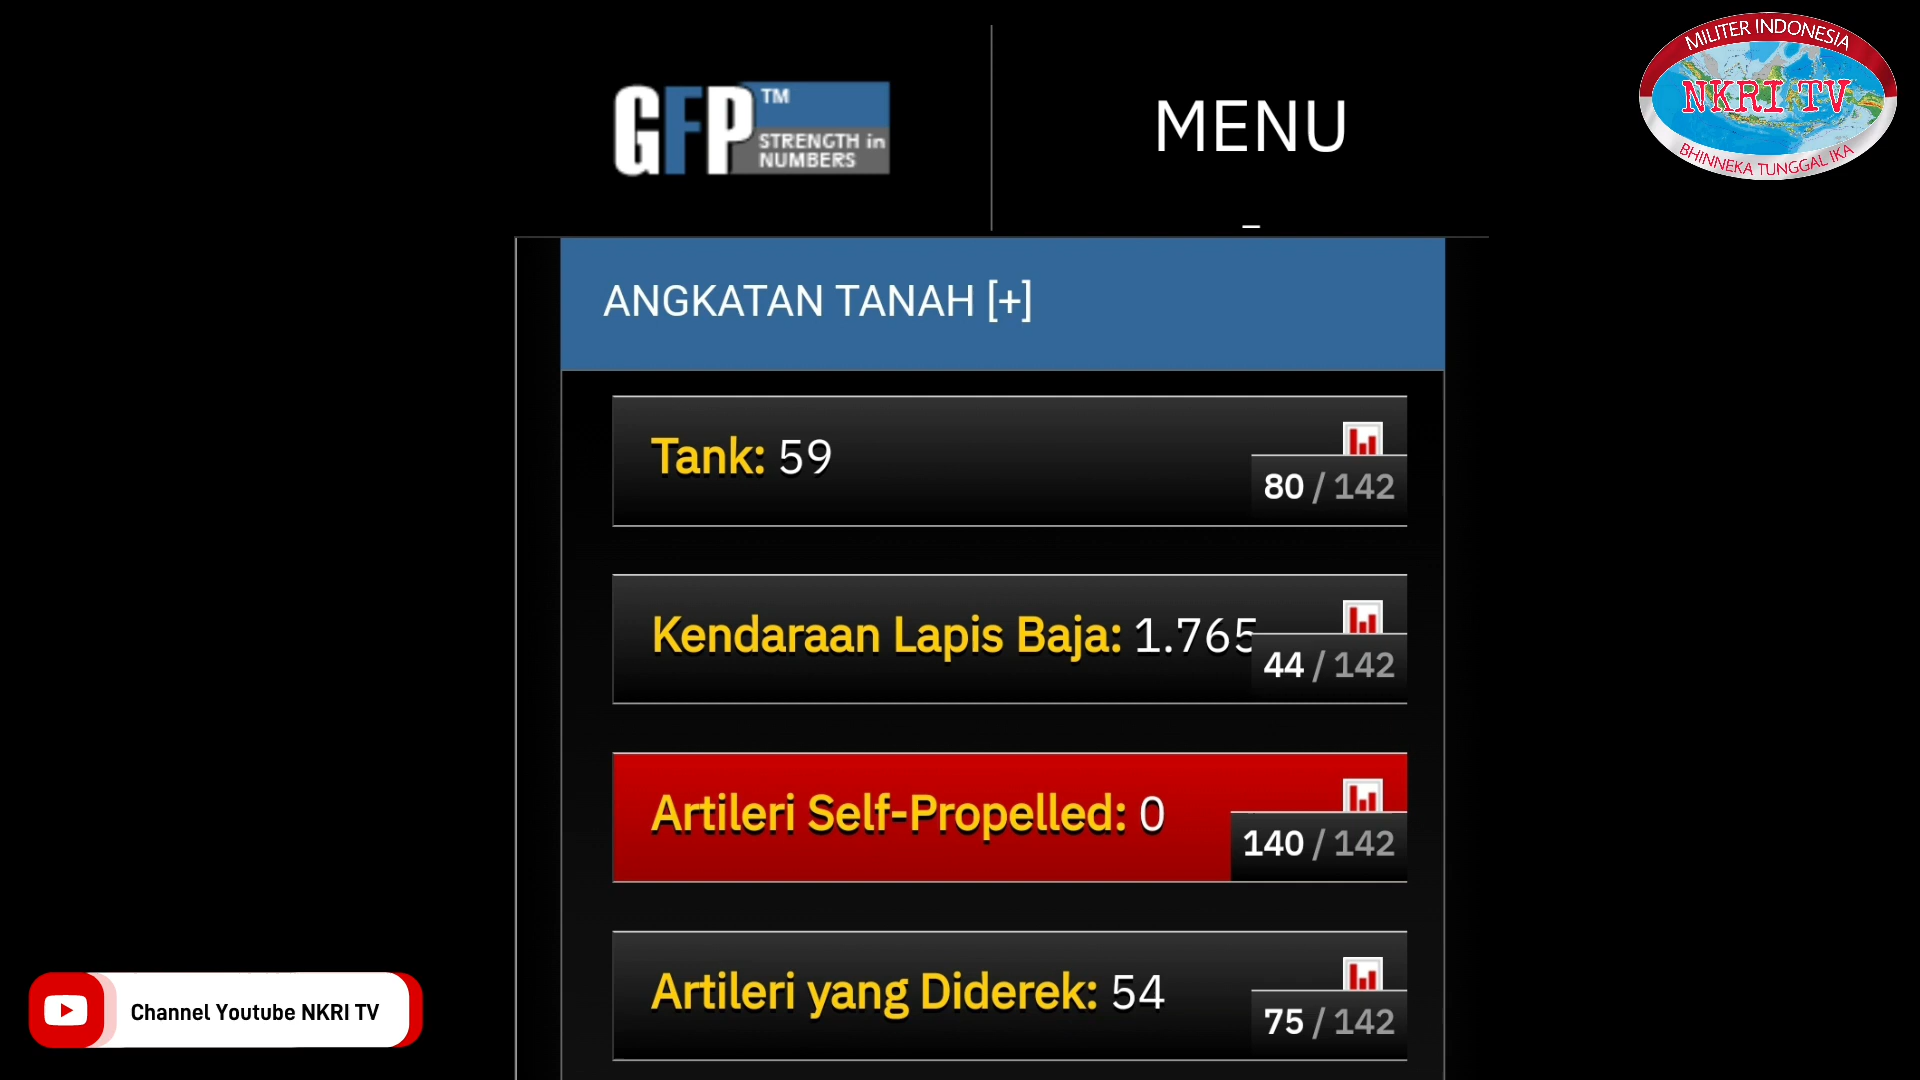 GFP
TM
STRENGTH in
NUMBERS
MENU
MILITER INDONESIA
NKRI TV
BHINNEKA TUNGGAL IKA
ANGKATAN TANAH [+]
Tank: 59
80 / 142
Kendaraan Lapis Baja: 1.765
44 / 142
Artileri Self-Propelled: 0
140 / 142
Artileri yang Diderek: 54
75 / 142
Channel Youtube NKRI TV